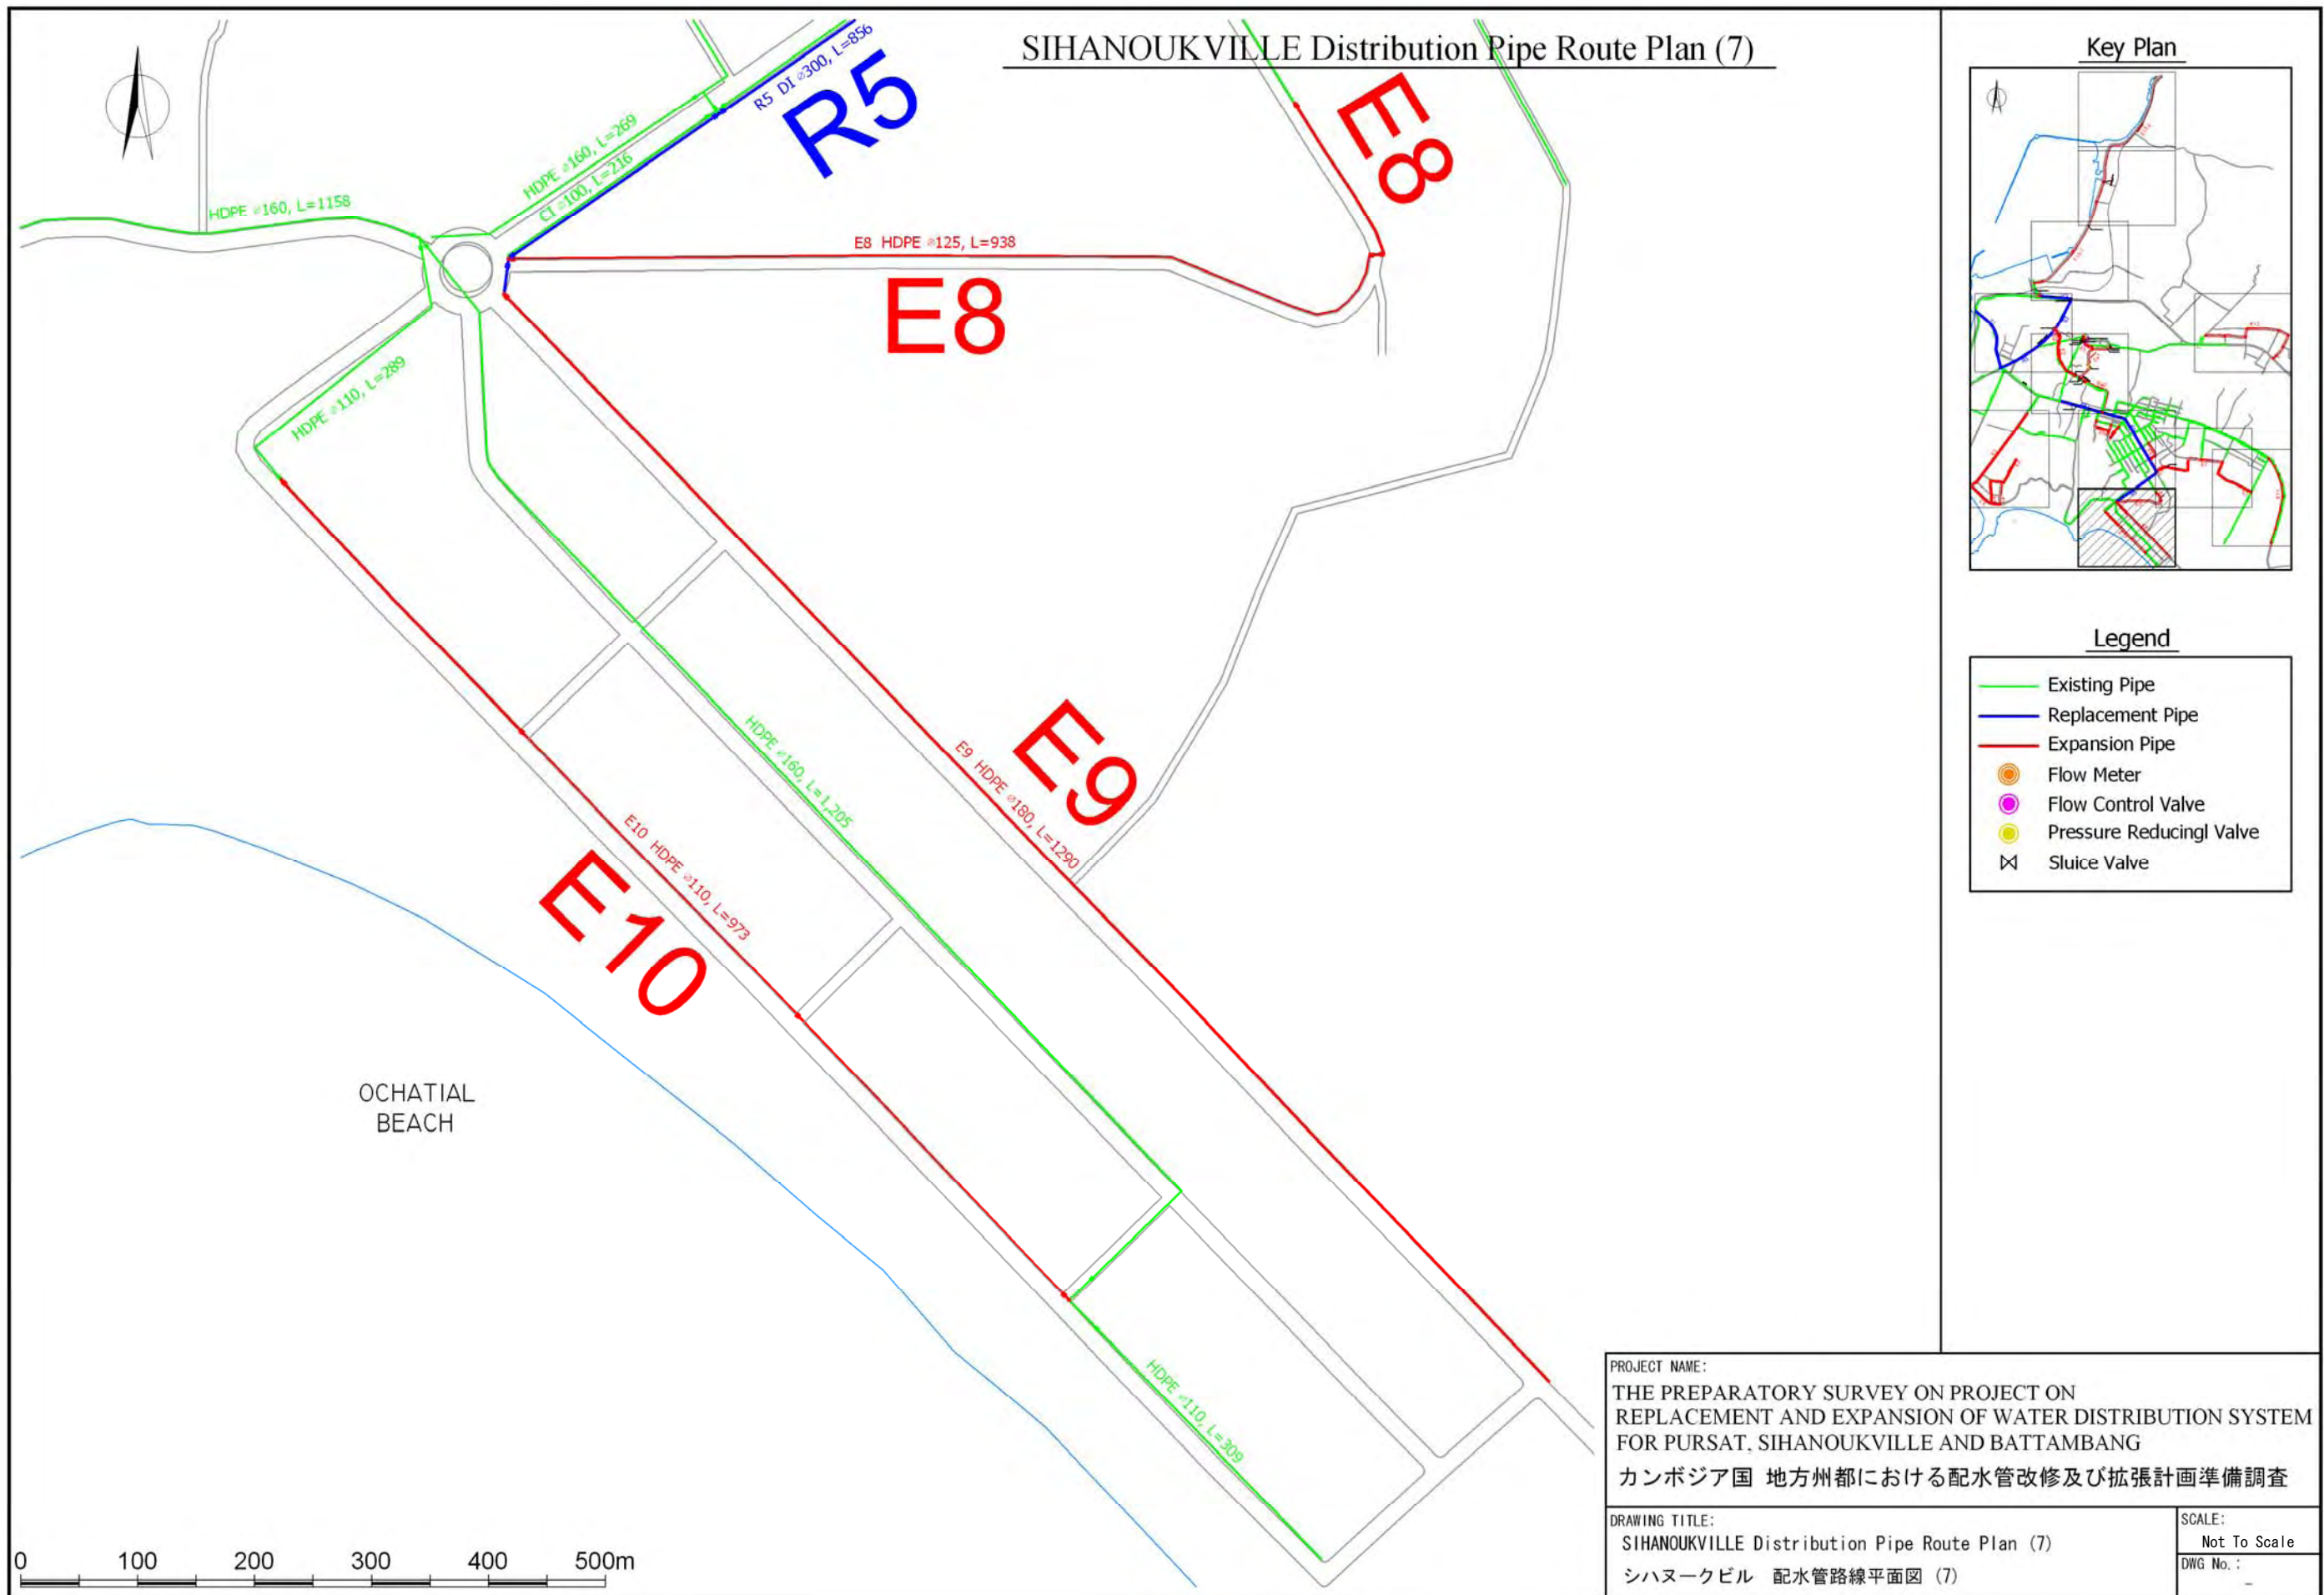 SIHANOUKVILLE Distribution Pipe Route Plan (7)
R5 DI ⌀300, L=856
R5
HDPE ⌀160, L=269
CI ⌀100, L=216
HDPE ⌀160, L=1158
E8
E8 HDPE ⌀125, L=938
E8
HDPE ⌀110, L=289
HDPE ⌀160, L=1,205
E9 HDPE ⌀180, L=1290
E9
E10 HDPE ⌀110, L=973
E10
HDPE ⌀110, L=309
OCHATIAL
BEACH
0 100 200 300 400 500m
Key Plan
Legend
Existing Pipe
Replacement Pipe
Expansion Pipe
Flow Meter
Flow Control Valve
Pressure Reducingl Valve
Sluice Valve
PROJECT NAME:
THE PREPARATORY SURVEY ON PROJECT ON
REPLACEMENT AND EXPANSION OF WATER DISTRIBUTION SYSTEM
FOR PURSAT, SIHANOUKVILLE AND BATTAMBANG
カンボジア国 地方州都における配水管改修及び拡張計画準備調査
DRAWING TITLE:
SIHANOUKVILLE Distribution Pipe Route Plan (7)
シハヌークビル 配水管路線平面図 (7)
SCALE:
Not To Scale
DWG No.:
–